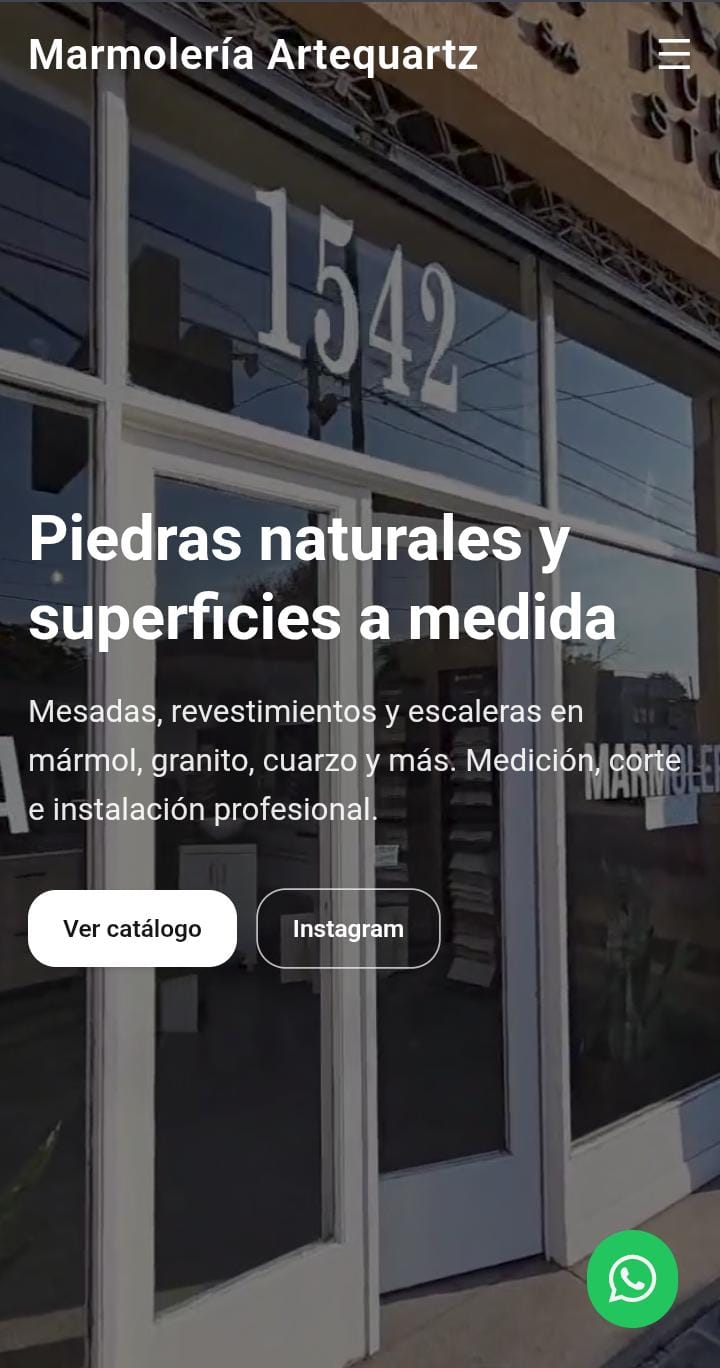 Marmolería Artequartz
1542
Piedras naturales y
superficies a medida
Mesadas, revestimientos y escaleras en
mármol, granito, cuarzo y más. Medición, corte
e instalación profesional.
Ver catálogo
Instagram